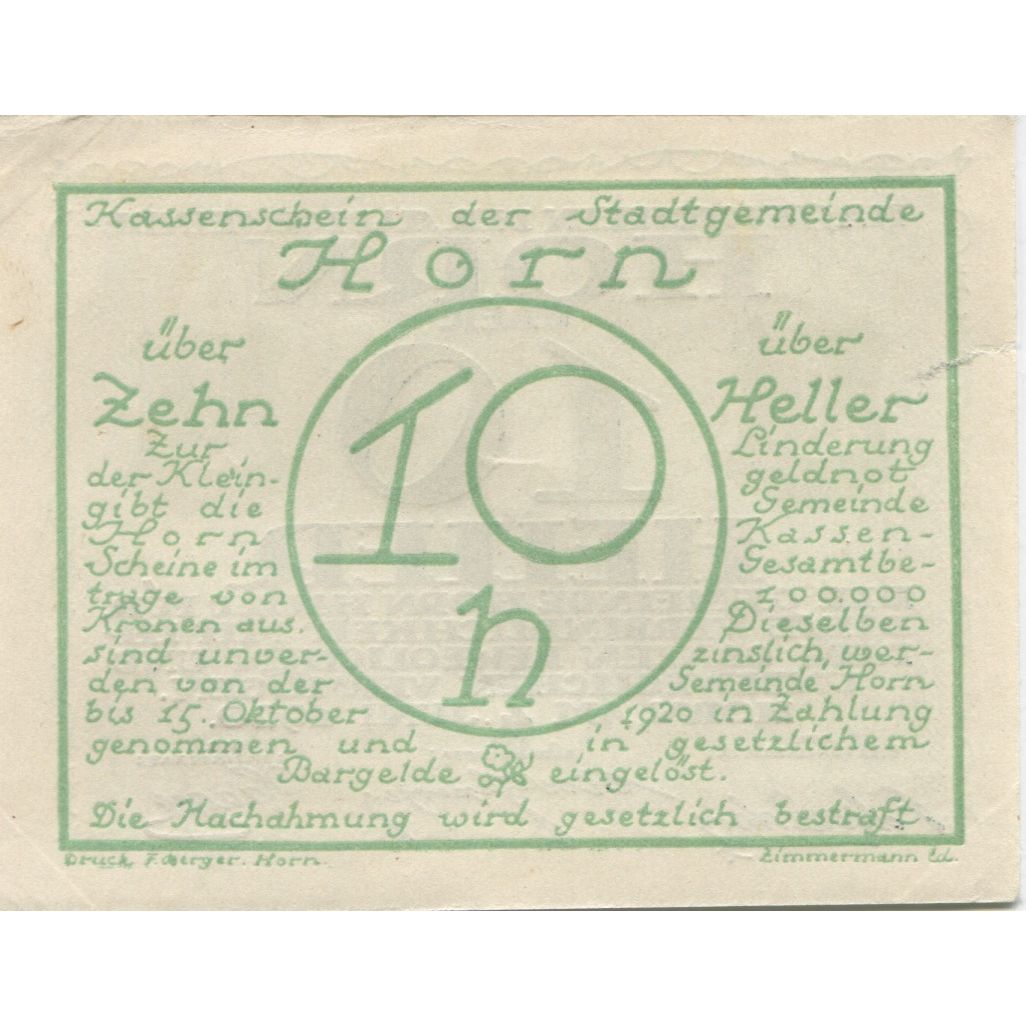 Kassenschein der Stadtgemeinde
Horn
über über
Zehn Heller
Zur Linderung
der Klein- geldnot
gibt die Gemeinde
Horn Kassen-
Scheine im Gesamtbe-
trage von 100.000
Kronen aus. Dieselben
sind unver- zinslich, wer-
den von der Gemeinde Horn
bis 15. Oktober 1920 in Zahlung
genommen und in gesetzlichem
Bargelde eingelöst.
Die Nachahmung wird gesetzlich bestraft
10
h
Druck F. Berger. Horn. Zimmermann Ed.